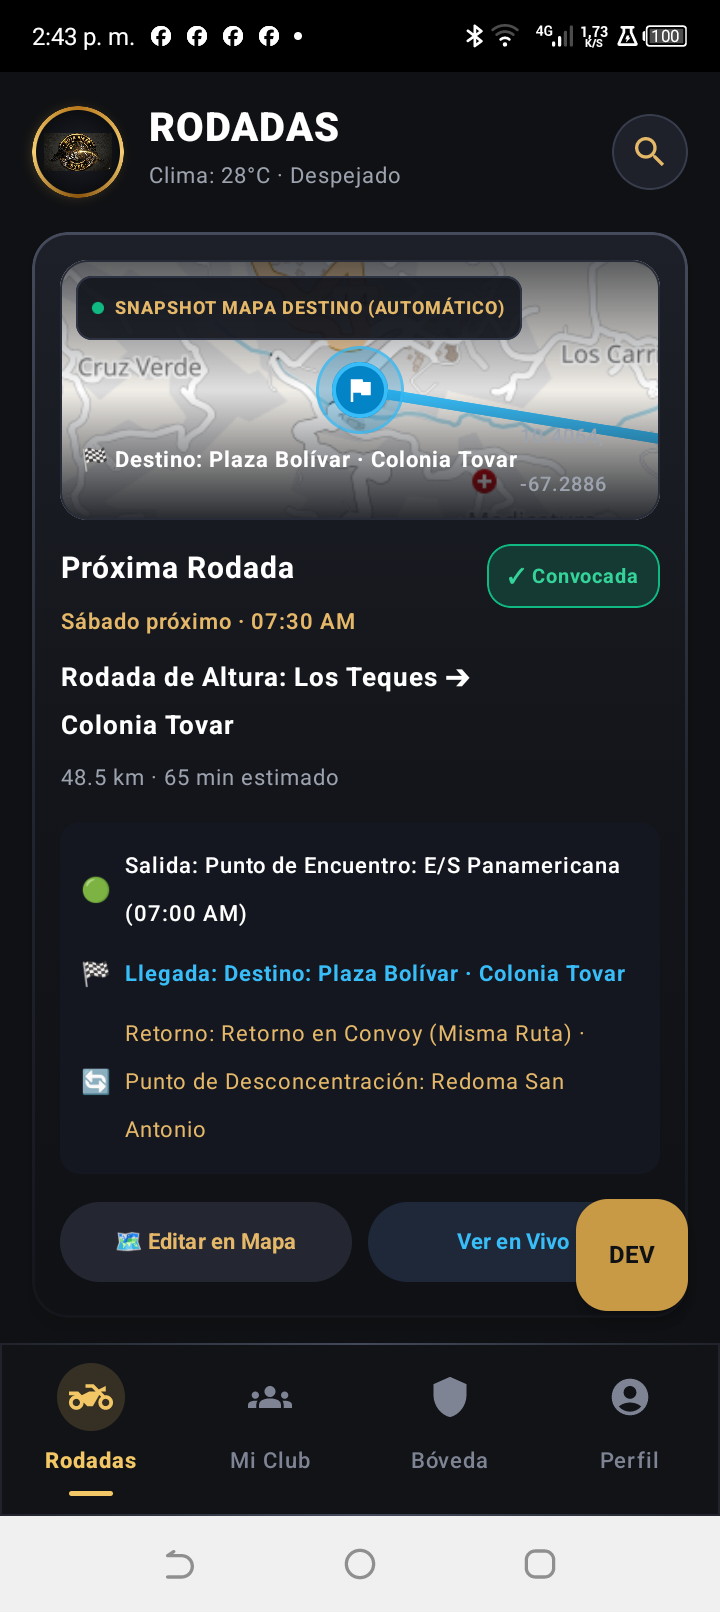 2:43 p. m.
4G
1,73
K/S
100
RODADAS
Clima: 28°C · Despejado
SNAPSHOT MAPA DESTINO (AUTOMÁTICO)
Cruz Verde
Los Carri
🏁 Destino: Plaza Bolívar · Colonia Tovar
-67.2886
Próxima Rodada
✓ Convocada
Sábado próximo · 07:30 AM
Rodada de Altura: Los Teques ➔
Colonia Tovar
48.5 km · 65 min estimado
🟢 Salida: Punto de Encuentro: E/S Panamericana
(07:00 AM)
🏁 Llegada: Destino: Plaza Bolívar · Colonia Tovar
Retorno: Retorno en Convoy (Misma Ruta) ·
🔄 Punto de Desconcentración: Redoma San
Antonio
🗺️ Editar en Mapa
Ver en Vivo
DEV
Rodadas
Mi Club
Bóveda
Perfil